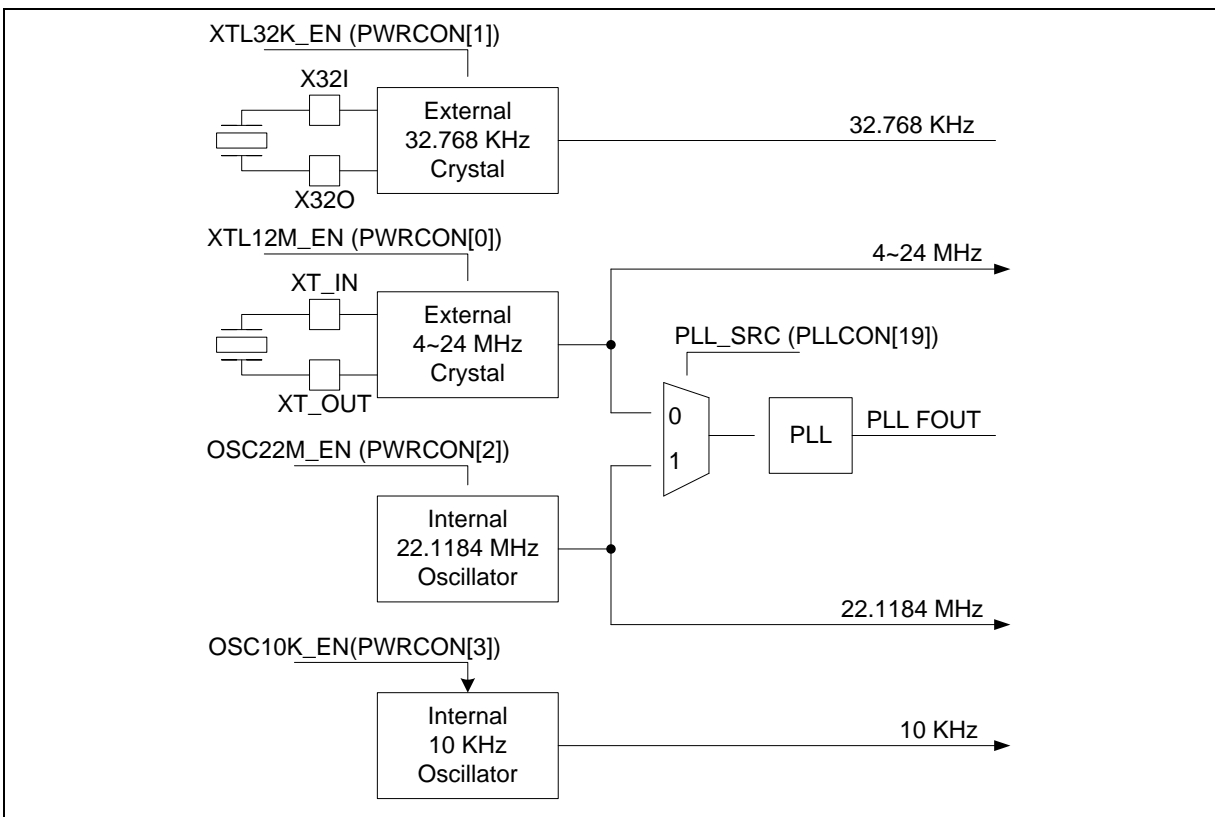 XTL32K_EN (PWRCON[1])
X32I
External
32.768 KHz
Crystal
32.768 KHz
X32O
XTL12M_EN (PWRCON[0])
4~24 MHz
XT_IN
External
4~24 MHz
Crystal
PLL_SRC (PLLCON[19])
XT_OUT
0
1
PLL
PLL FOUT
OSC22M_EN (PWRCON[2])
Internal
22.1184 MHz
Oscillator
22.1184 MHz
OSC10K_EN(PWRCON[3])
Internal
10 KHz
Oscillator
10 KHz